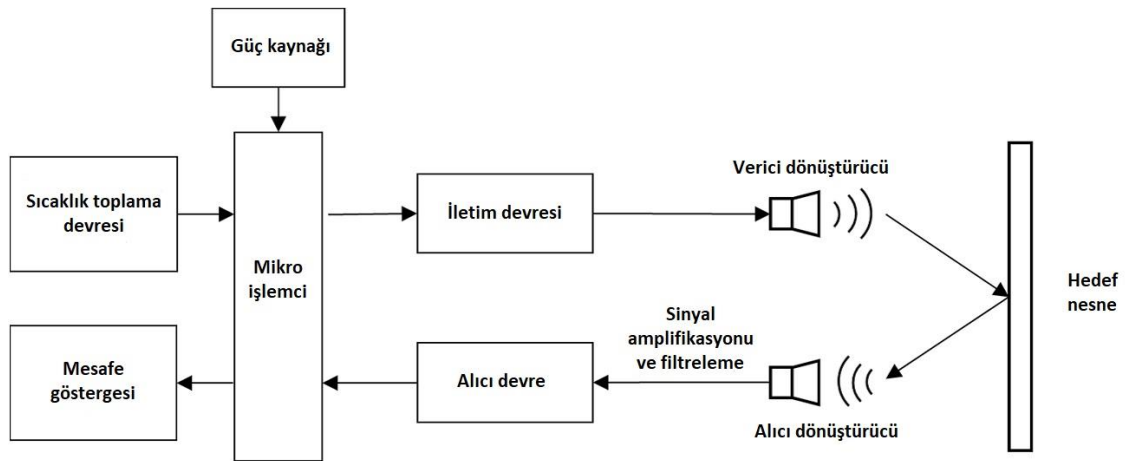 Güç kaynağı
Sıcaklık toplama
devresi
Mikro
işlemci
İletim devresi
Verici dönüştürücü
Hedef
nesne
Mesafe
göstergesi
Alıcı devre
Sinyal
amplifikasyonu
ve filtreleme
Alıcı dönüştürücü